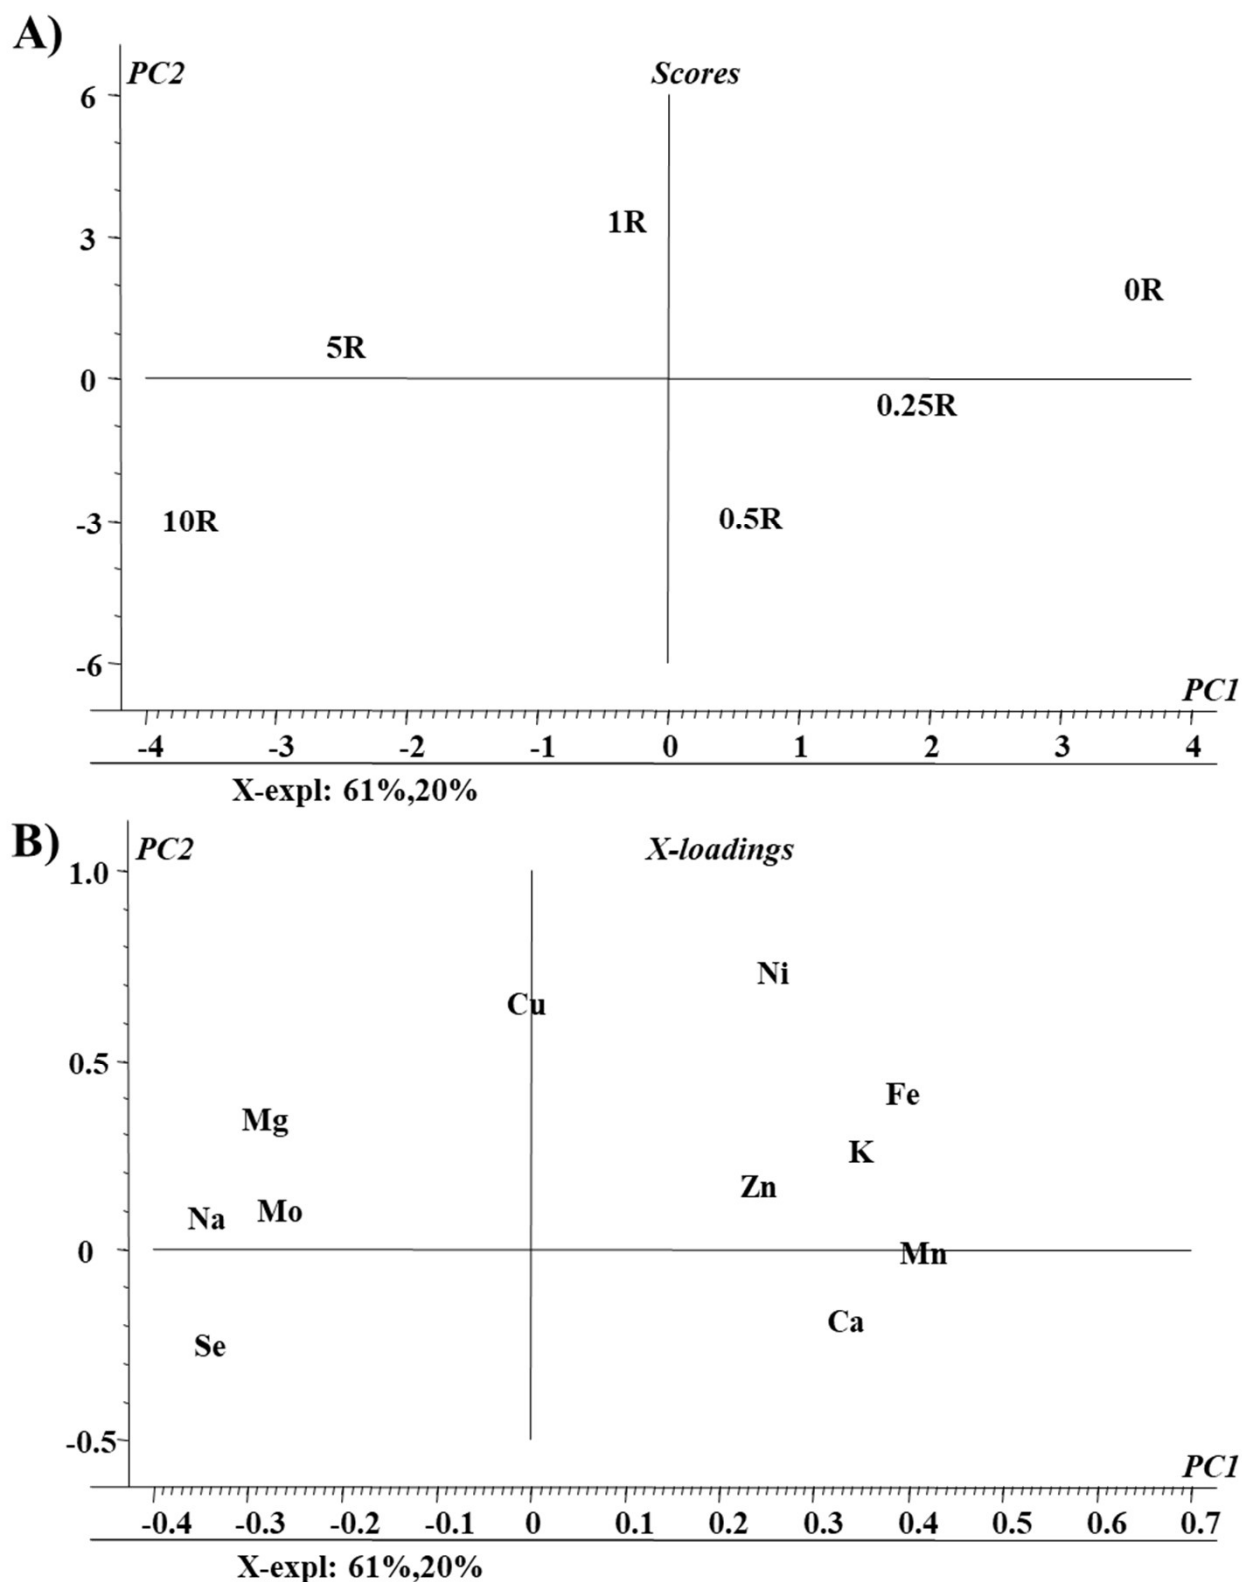 A)
PC2 Scores
6
1R
3
0R
5R
0
0.25R
-3 10R 0.5R
-6
PC1
-4 -3 -2 -1 0 1 2 3 4
X-expl: 61%,20%
B)
PC2 X-loadings
1.0
Ni
Cu
0.5
Fe
Mg
K
Zn
Na Mo
0 Mn
Ca
Se
-0.5
PC1
-0.4 -0.3 -0.2 -0.1 0 0.1 0.2 0.3 0.4 0.5 0.6 0.7
X-expl: 61%,20%